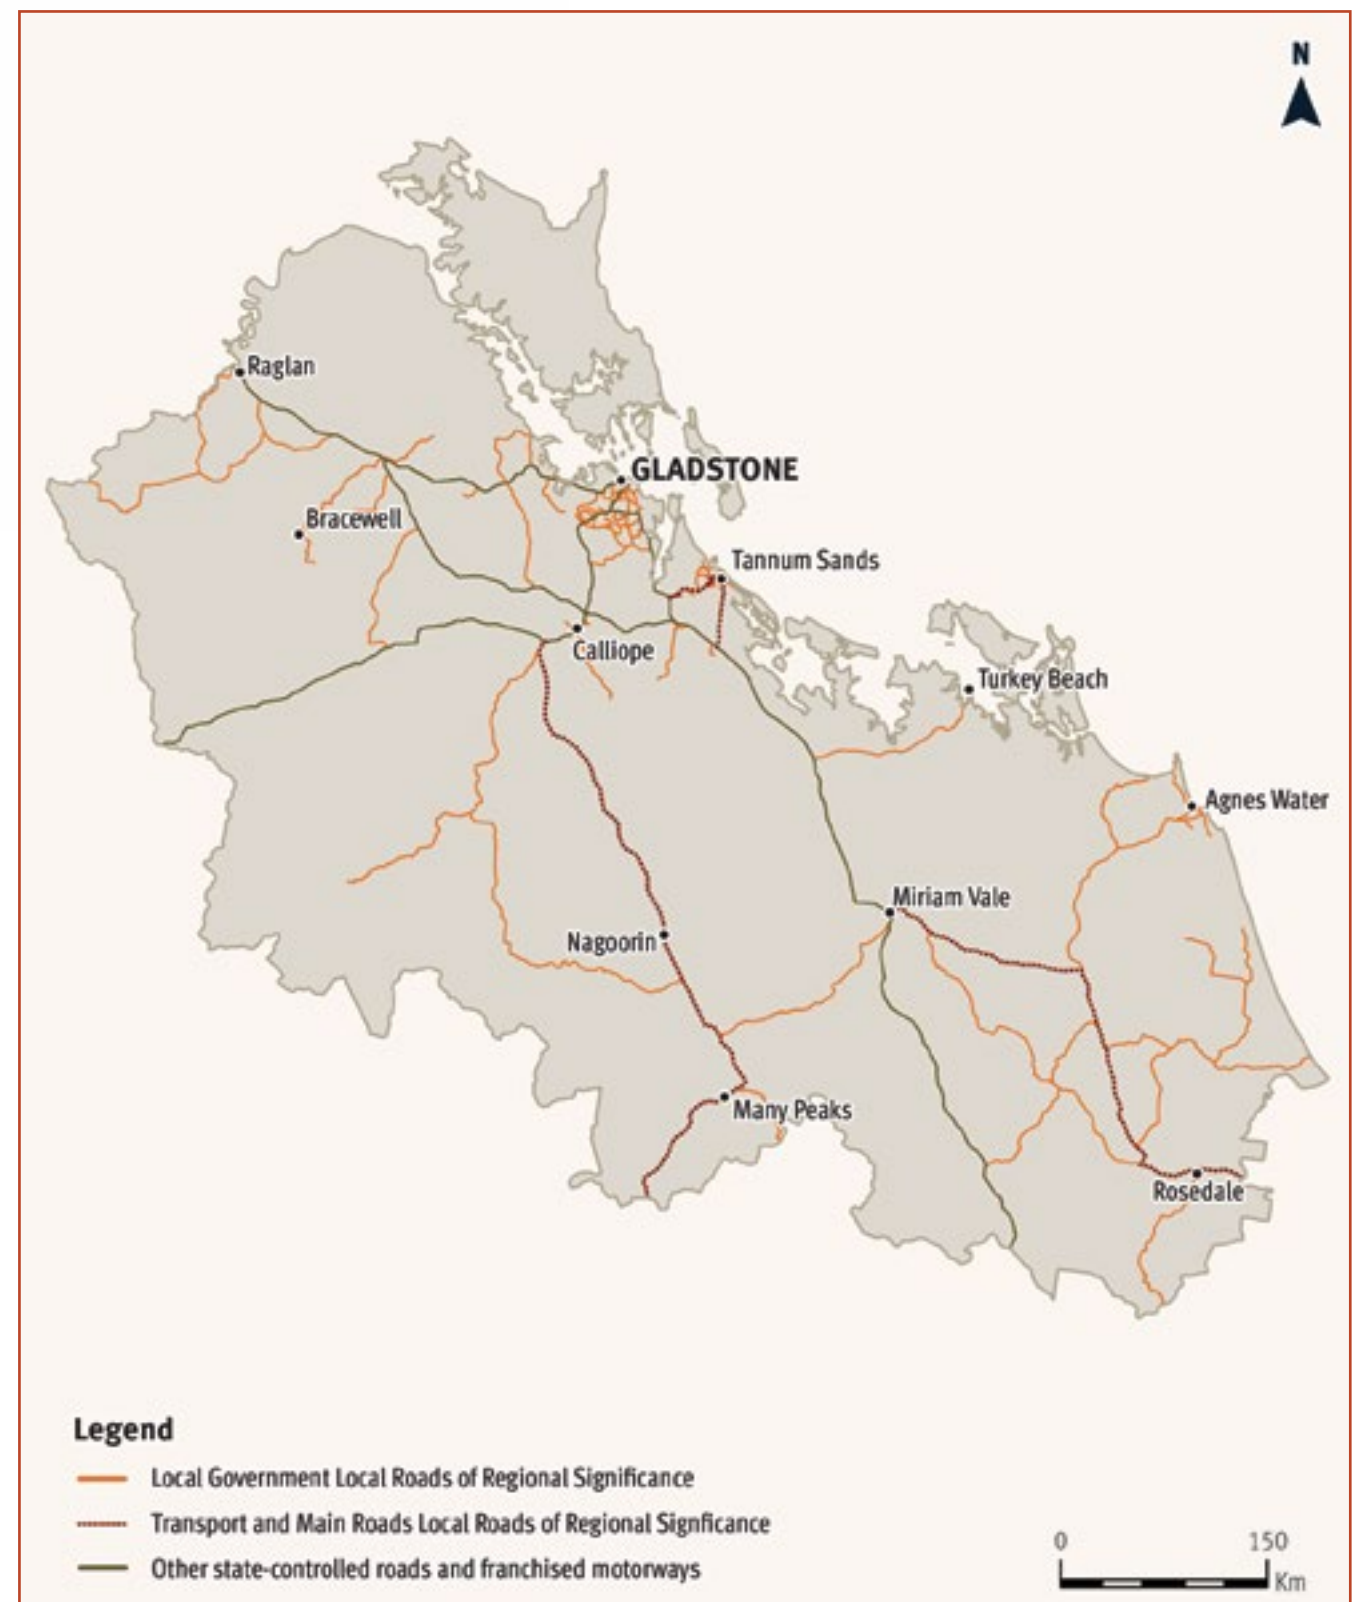 N
Raglan
GLADSTONE
Bracewell
Tannum Sands
Calliope
Turkey Beach
Agnes Water
Miriam Vale
Nagoorin
Many Peaks
Rosedale
Legend
Local Government Local Roads of Regional Significance
Transport and Main Roads Local Roads of Regional Signficance
Other state-controlled roads and franchised motorways
0 150
Km